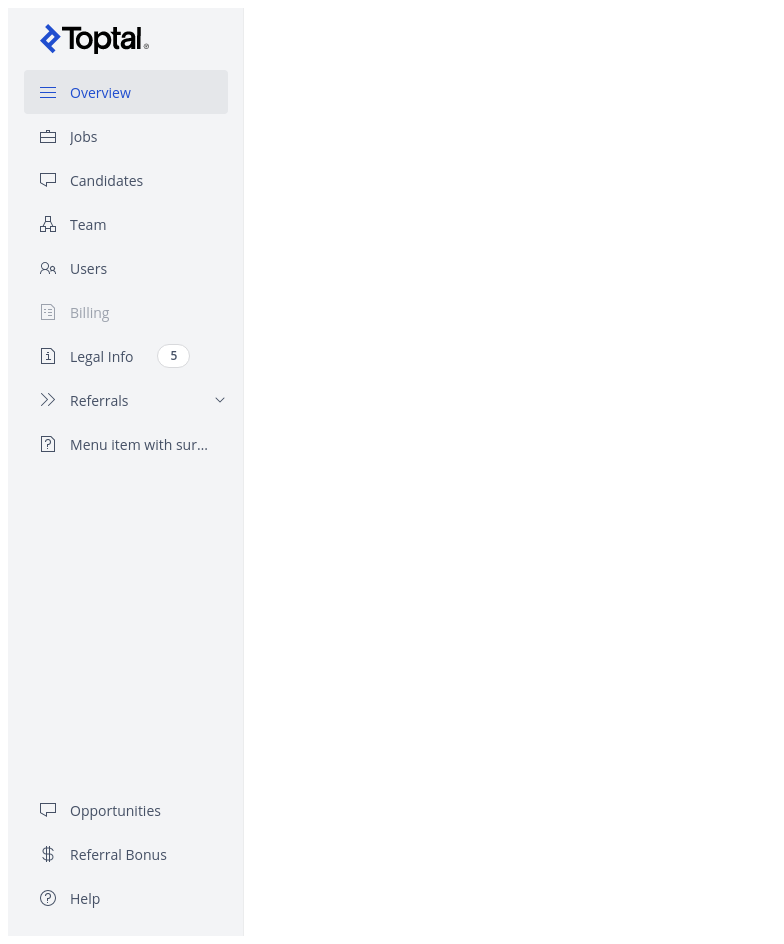 Toptal®
Overview
Jobs
Candidates
Team
Users
Billing
Legal Info 5
Referrals
Menu item with sur...
Opportunities
Referral Bonus
Help